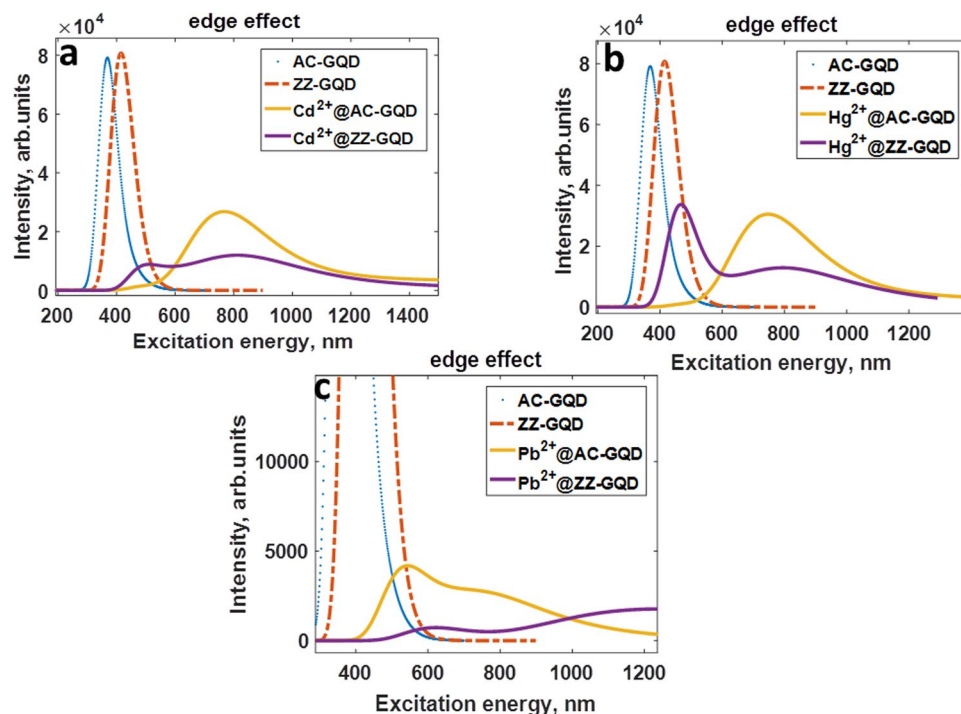 edge effect
×10⁴
a
AC-GQD
ZZ-GQD
Cd²⁺@AC-GQD
Cd²⁺@ZZ-GQD
Intensity, arb.units
8
6
4
2
0
200 400 600 800 1000 1200 1400
Excitation energy, nm
edge effect
×10⁴
b
AC-GQD
ZZ-GQD
Hg²⁺@AC-GQD
Hg²⁺@ZZ-GQD
Intensity, arb.units
8
6
4
2
0
200 400 600 800 1000 1200
Excitation energy, nm
edge effect
c
AC-GQD
ZZ-GQD
Pb²⁺@AC-GQD
Pb²⁺@ZZ-GQD
Intensity, arb.units
10000
5000
0
400 600 800 1000 1200
Excitation energy, nm